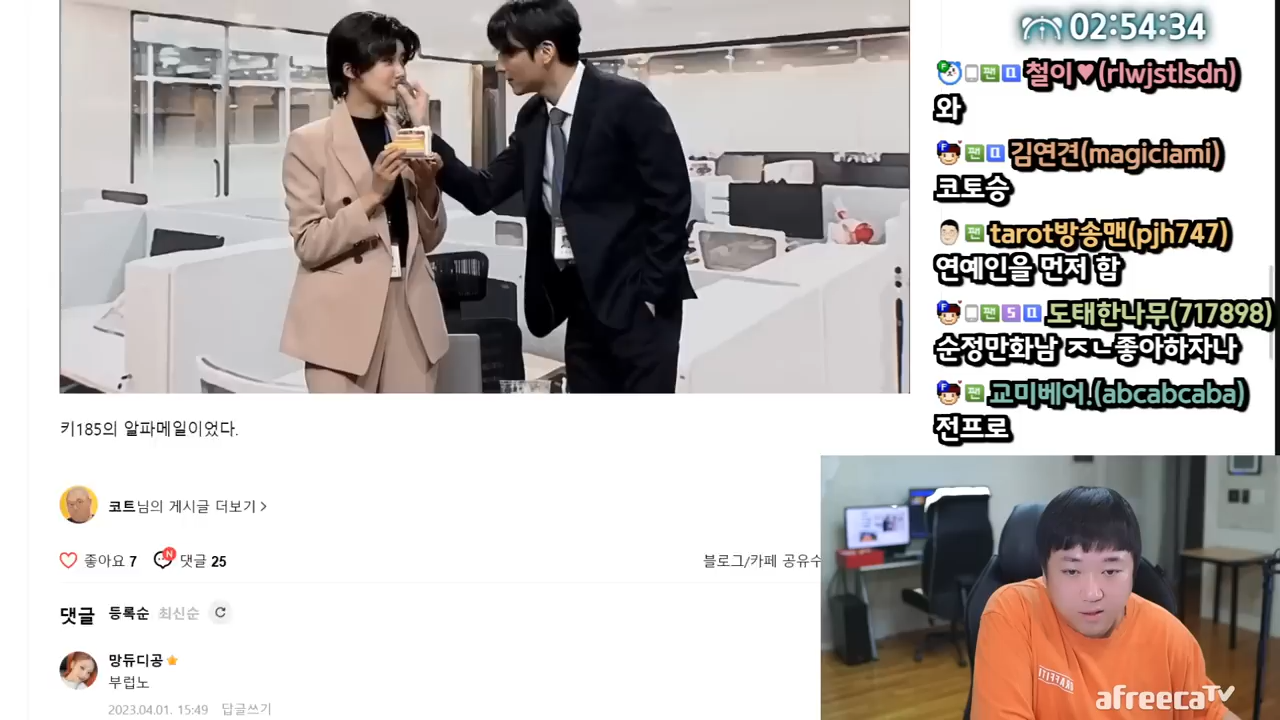 키185의 알파메일이었다.
코트님의 게시글 더보기 >
좋아요 7 댓글 25
블로그/카페 공유수
댓글 등록순 최신순
망듀디공
부럽노
2023.04.01. 15:49 답글쓰기
02:54:34
철이♥(rlwjstlsdn)
와
김연견(magiciami)
코토승
tarot방송맨(pjh747)
연예인을 먼저 함
도태한나무(717898)
순정만화남 ㅈㄴ좋아하자나
교미베어.(abcabcaba)
전프로
afreecaTV